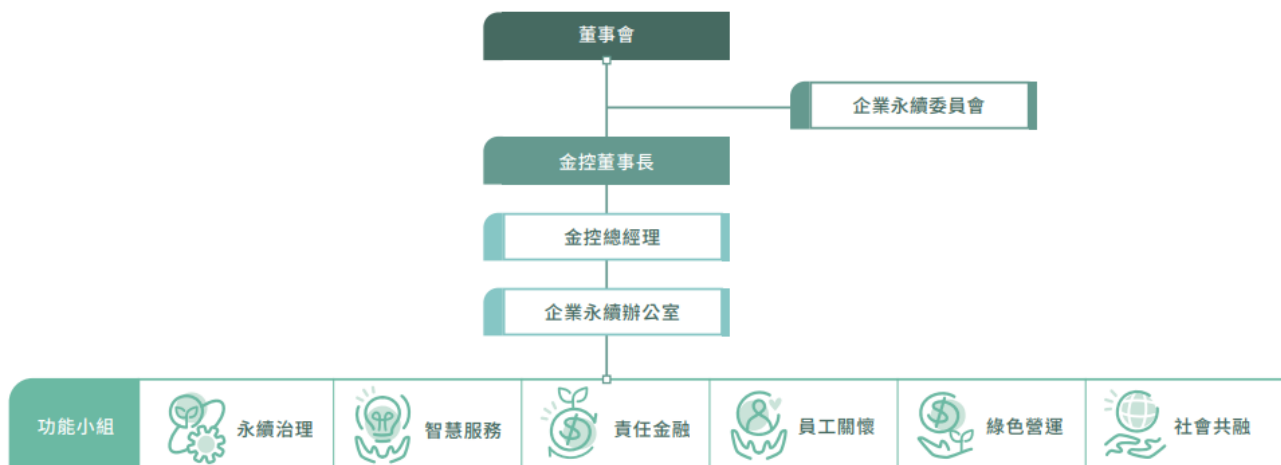 董事會
企業永續委員會
金控董事長
金控總經理
企業永續辦公室
功能小組
永續治理
智慧服務
責任金融
員工關懷
綠色營運
社會共融